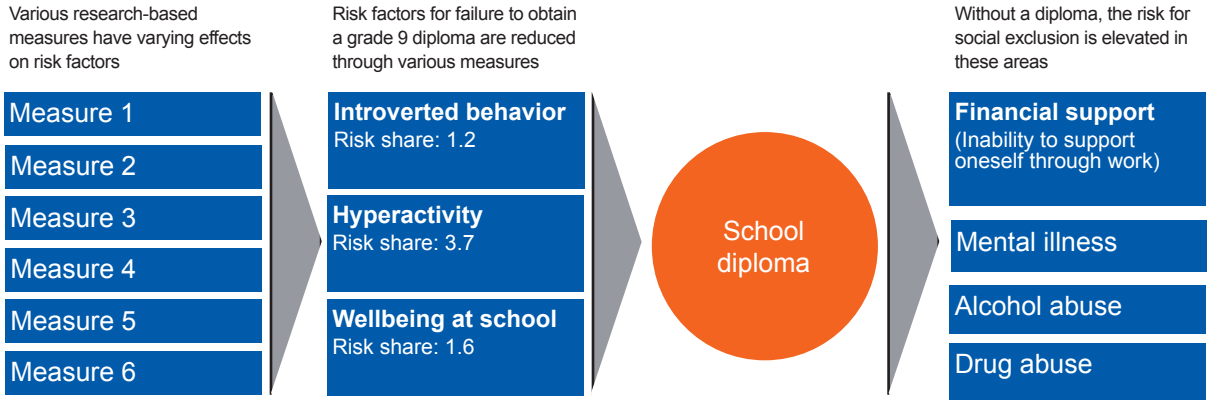 Various research-based
measures have varying effects
on risk factors
Measure 1
Measure 2
Measure 3
Measure 4
Measure 5
Measure 6
Risk factors for failure to obtain
a grade 9 diploma are reduced
through various measures
Introverted behavior
Risk share: 1.2
Hyperactivity
Risk share: 3.7
Wellbeing at school
Risk share: 1.6
School
diploma
Without a diploma, the risk for
social exclusion is elevated in
these areas
Financial support
(Inability to support
oneself through work)
Mental illness
Alcohol abuse
Drug abuse